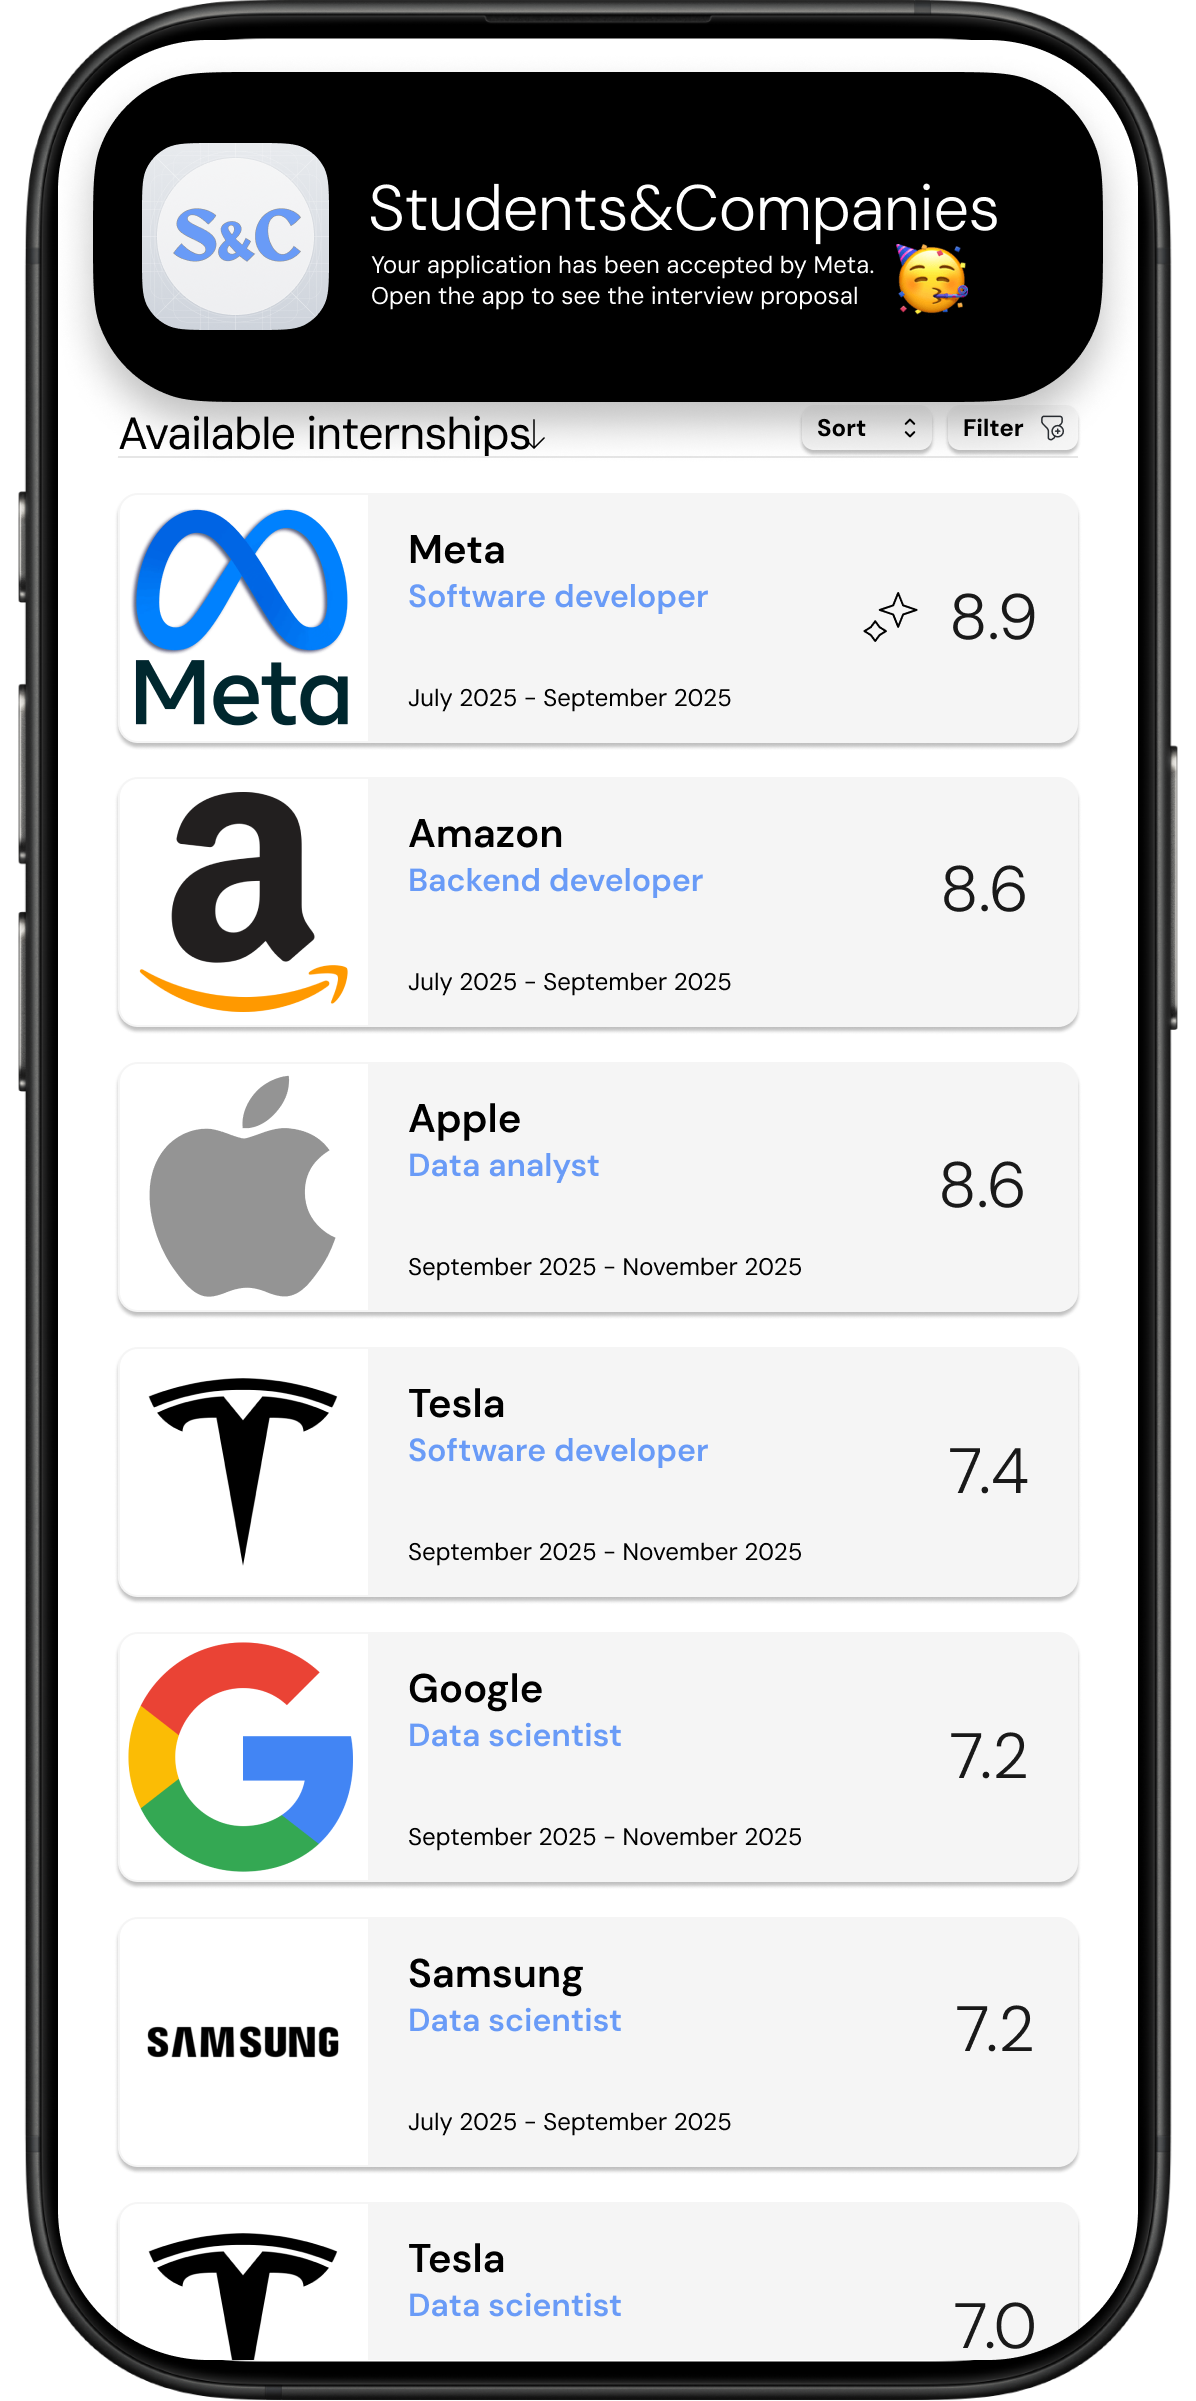 S&C
Students&Companies
Your application has been accepted by Meta.
Open the app to see the interview proposal
Available internships
Sort
Filter
Meta
Meta
Software developer
8.9
July 2025 - September 2025
a
Amazon
Backend developer
8.6
July 2025 - September 2025
Apple
Data analyst
8.6
September 2025 - November 2025
Tesla
Software developer
7.4
September 2025 - November 2025
G
Google
Data scientist
7.2
September 2025 - November 2025
SAMSUNG
Samsung
Data scientist
7.2
July 2025 - September 2025
Tesla
Data scientist
7.0